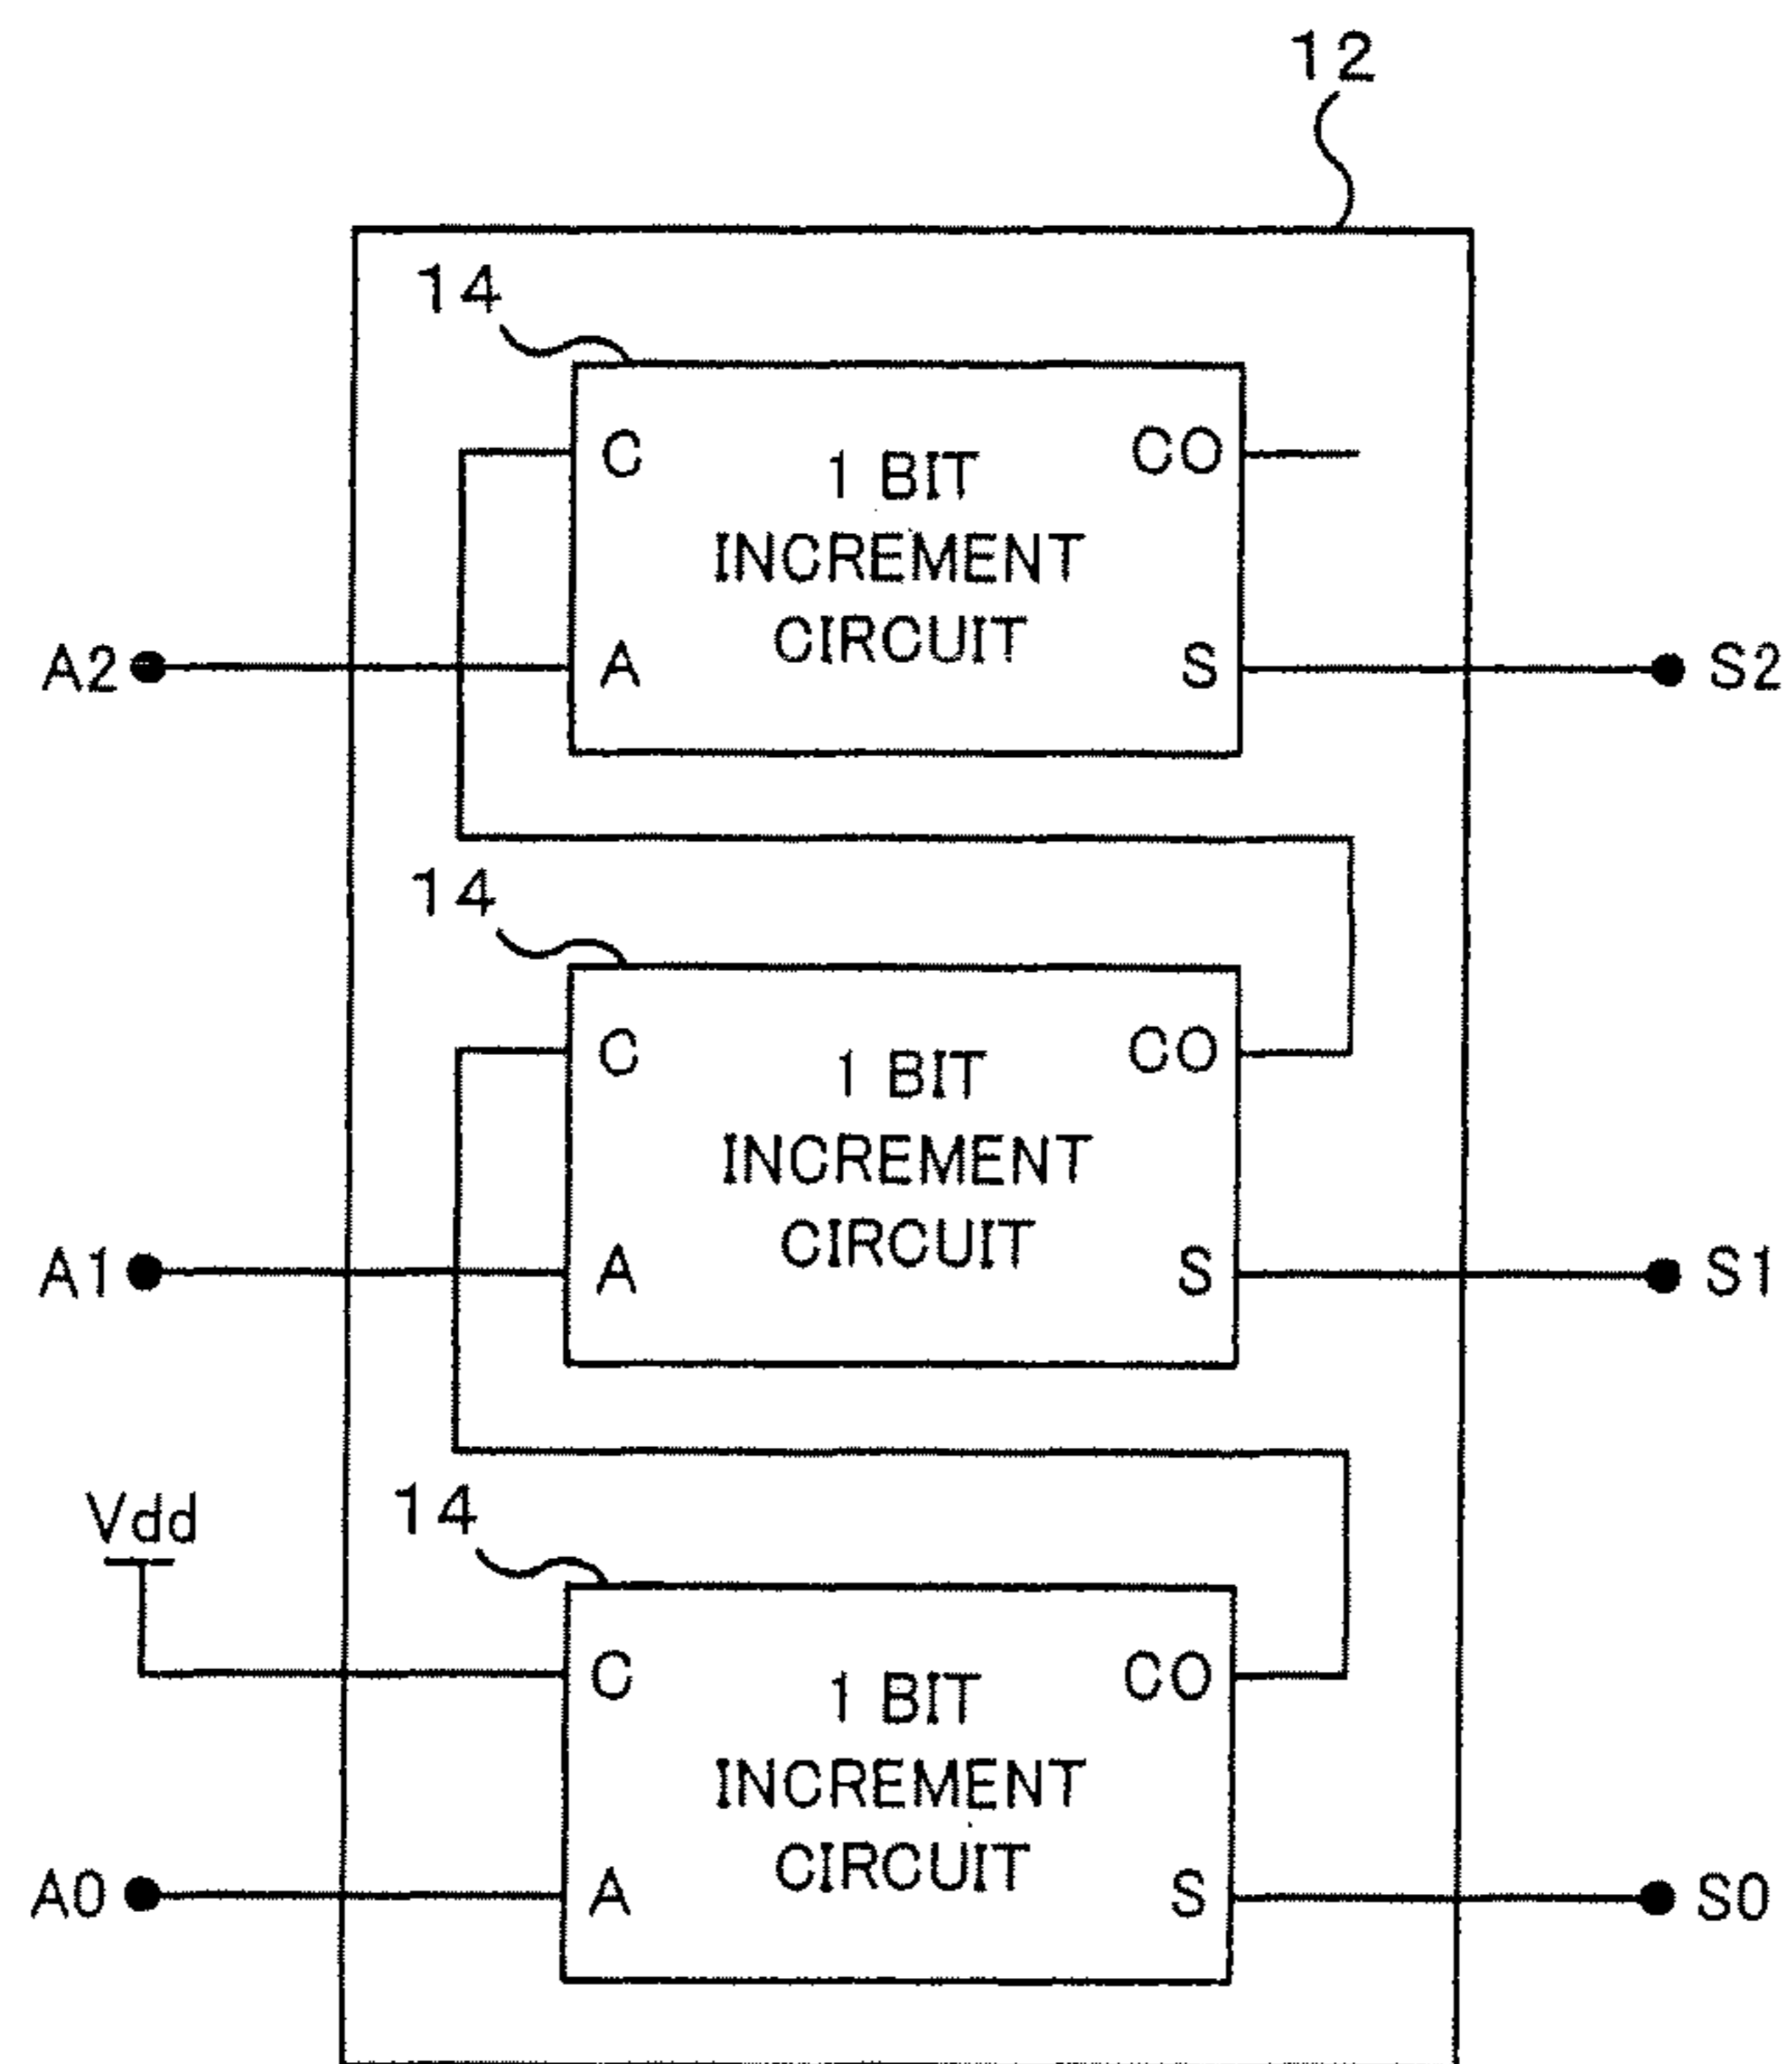 12
14
C CO
1 BIT
INCREMENT
CIRCUIT
A2 A S S2
14
C CO
1 BIT
INCREMENT
CIRCUIT
A1 A S S1
Vdd 14
C CO
1 BIT
INCREMENT
CIRCUIT
A0 A S S0